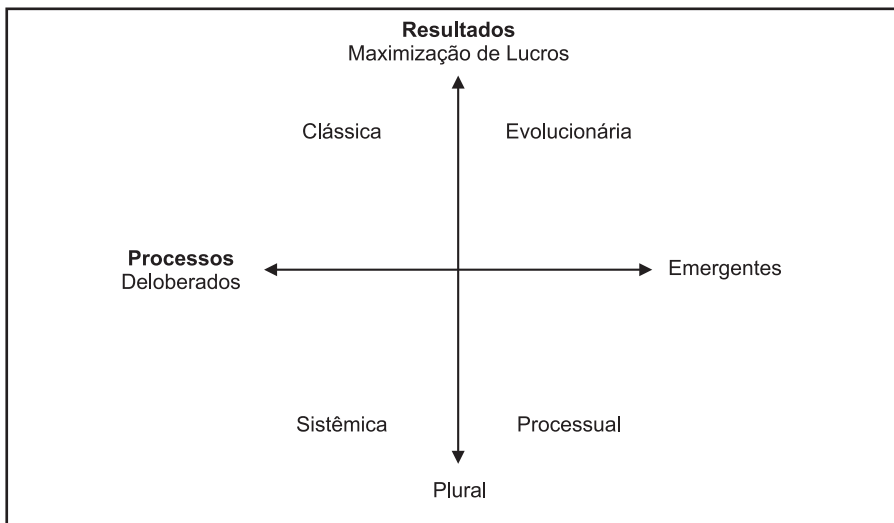 Resultados
Maximização de Lucros
Clássica
Evolucionária
Processos
Deloberados
Emergentes
Sistêmica
Processual
Plural